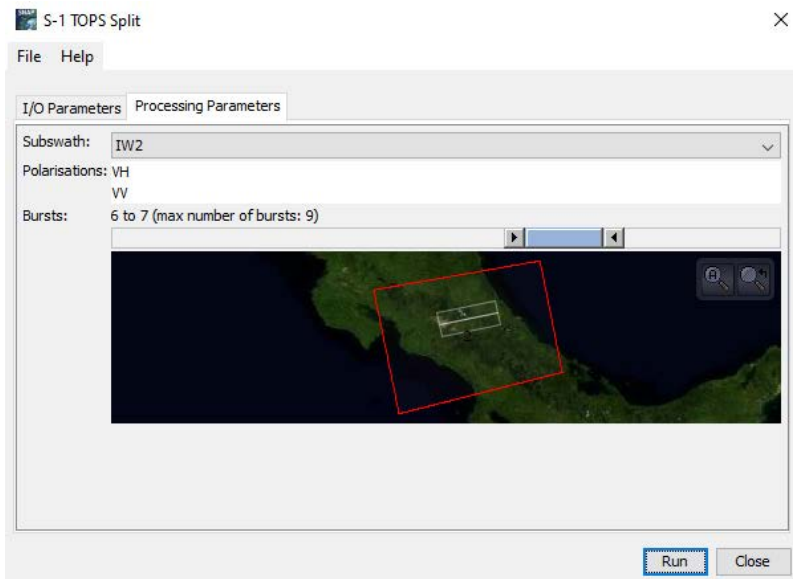 SNAP
S-1 TOPS Split
File Help
I/O Parameters Processing Parameters
Subswath: IW2
Polarisations: VH
VV
Bursts: 6 to 7 (max number of bursts: 9)
Run Close